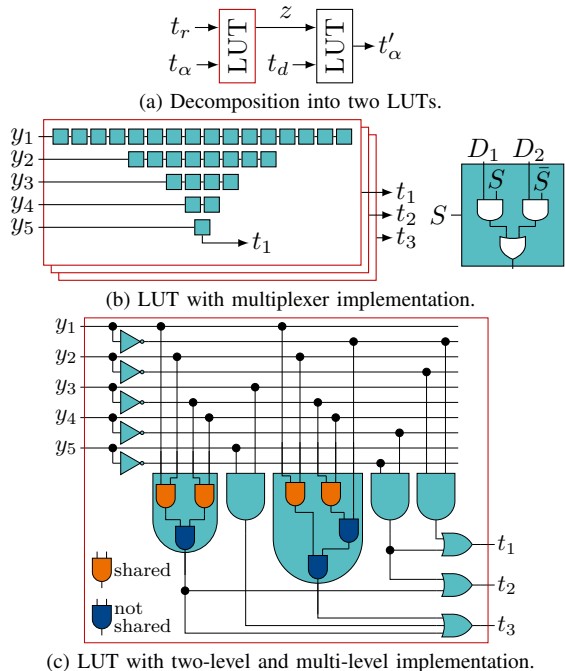 t_r z
LUT LUT t'_α
t_α t_d
(a) Decomposition into two LUTs.
y_1
y_2
y_3
y_4
y_5
t_1
t_1
t_2
t_3
D_1 D_2
S S̄
S
(b) LUT with multiplexer implementation.
y_1
y_2
y_3
y_4
y_5
t_1
shared
t_2
not
shared
t_3
(c) LUT with two-level and multi-level implementation.